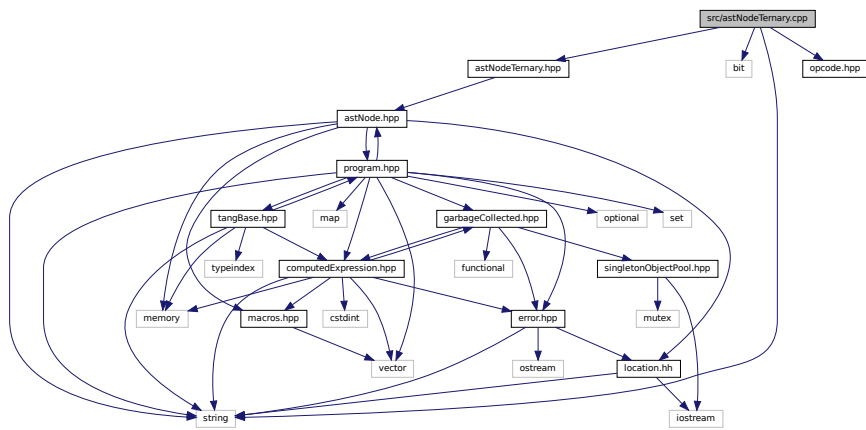 src/astNodeTernary.cpp
astNodeTernary.hpp
bit
opcode.hpp
astNode.hpp
program.hpp
tangBase.hpp
map
garbageCollected.hpp
optional
set
typeindex
computedExpression.hpp
functional
singletonObjectPool.hpp
memory
macros.hpp
cstdint
error.hpp
mutex
vector
ostream
location.hh
string
iostream